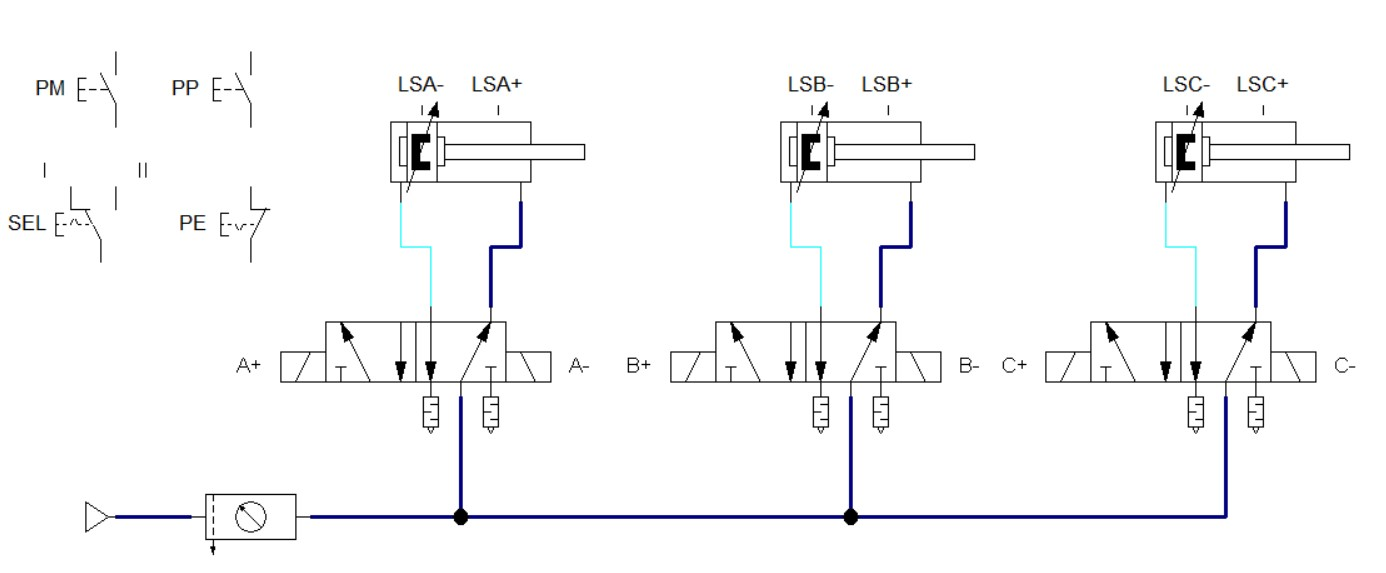 LSA- LSA+ LSB- LSB+ LSC- LSC+
PM PP
I II
SEL PE
A+ A- B+ B- C+ C-